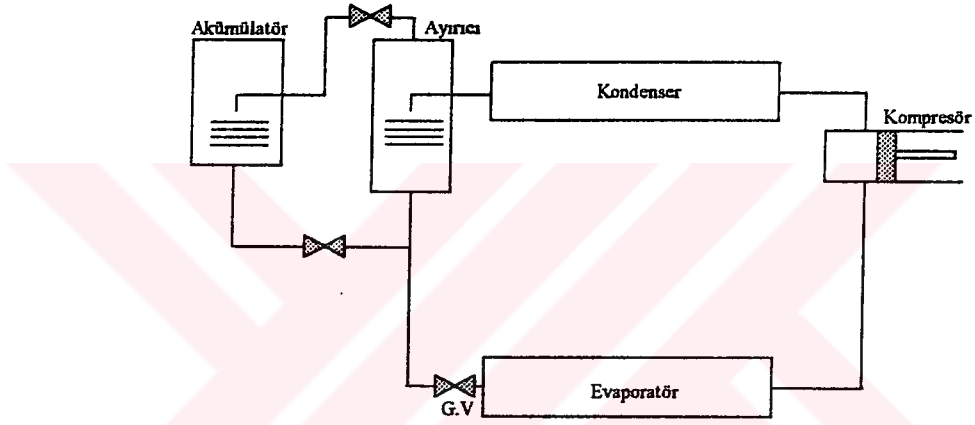 Akümülatör
Ayırıcı
Kondenser
Kompresör
G.V
Evaporatör